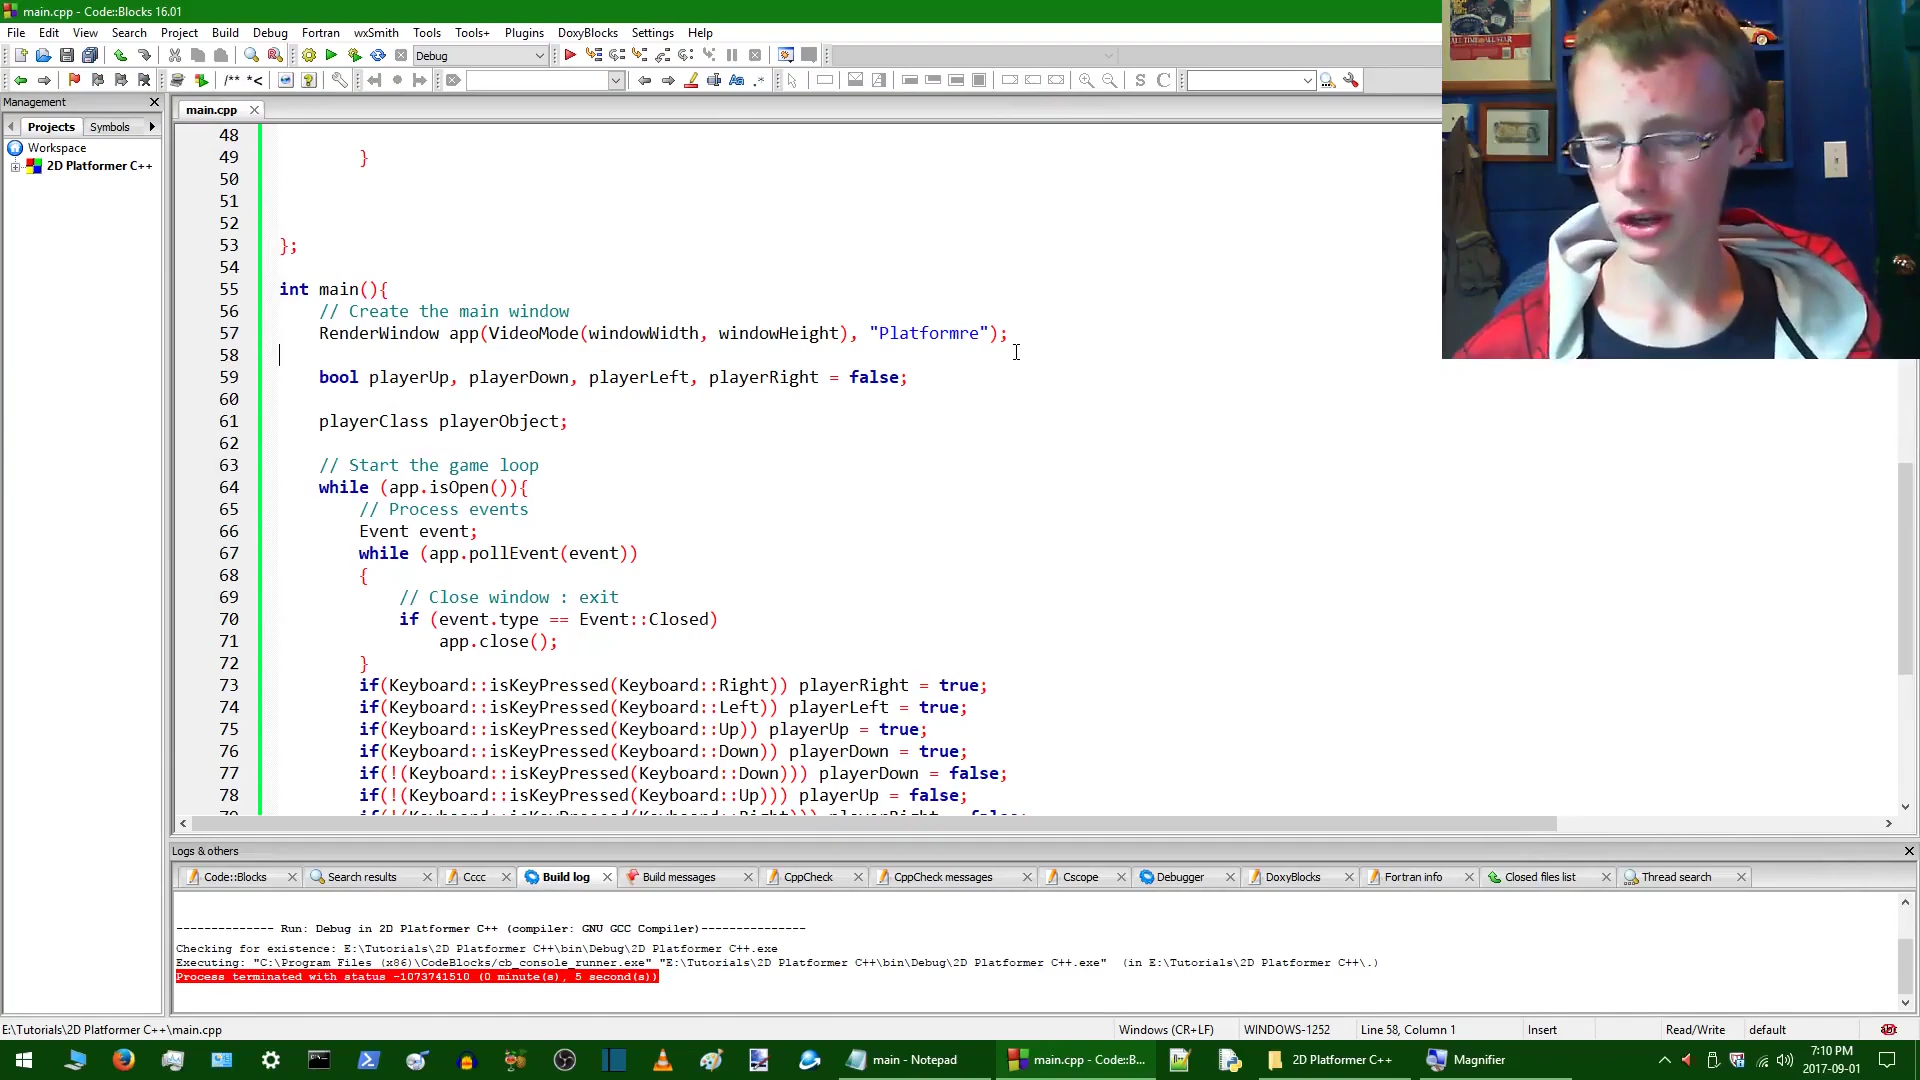 main.cpp - Code::Blocks 16.01
File Edit View Search Project Build Debug Fortran wxSmith Tools Tools+ Plugins DoxyBlocks Settings Help
Debug
/** *<
.*
S C
Management
main.cpp
Projects Symbols
Workspace
2D Platformer C++
48
49 }
50
51
52
53 };
54
55 int main(){
56 // Create the main window
57 RenderWindow app(VideoMode(windowWidth, windowHeight), "Platformre");
58
59 bool playerUp, playerDown, playerLeft, playerRight = false;
60
61 playerClass playerObject;
62
63 // Start the game loop
64 while (app.isOpen()){
65 // Process events
66 Event event;
67 while (app.pollEvent(event))
68 {
69 // Close window : exit
70 if (event.type == Event::Closed)
71 app.close();
72 }
73 if(Keyboard::isKeyPressed(Keyboard::Right)) playerRight = true;
74 if(Keyboard::isKeyPressed(Keyboard::Left)) playerLeft = true;
75 if(Keyboard::isKeyPressed(Keyboard::Up)) playerUp = true;
76 if(Keyboard::isKeyPressed(Keyboard::Down)) playerDown = true;
77 if(!(Keyboard::isKeyPressed(Keyboard::Down))) playerDown = false;
78 if(!(Keyboard::isKeyPressed(Keyboard::Up))) playerUp = false;
79 if(!(Keyboard::isKeyPressed(Keyboard::Right))) playerRight = false;
Logs & others
Code::Blocks Search results Cccc Build log Build messages CppCheck CppCheck messages Cscope Debugger DoxyBlocks Fortran info Closed files list Thread search
-------------- Run: Debug in 2D Platformer C++ (compiler: GNU GCC Compiler)---------------
Checking for existence: E:\Tutorials\2D Platformer C++\bin\Debug\2D Platformer C++.exe
Executing: "C:\Program Files (x86)\CodeBlocks/cb_console_runner.exe" "E:\Tutorials\2D Platformer C++\bin\Debug\2D Platformer C++.exe" (in E:\Tutorials\2D Platformer C++\.)
Process terminated with status -1073741510 (0 minute(s), 5 second(s))
E:\Tutorials\2D Platformer C++\main.cpp Windows (CR+LF) WINDOWS-1252 Line 58, Column 1 Insert Read/Write default
main - Notepad main.cpp - Code::B... 2D Platformer C++ Magnifier
7:10 PM
2017-09-01